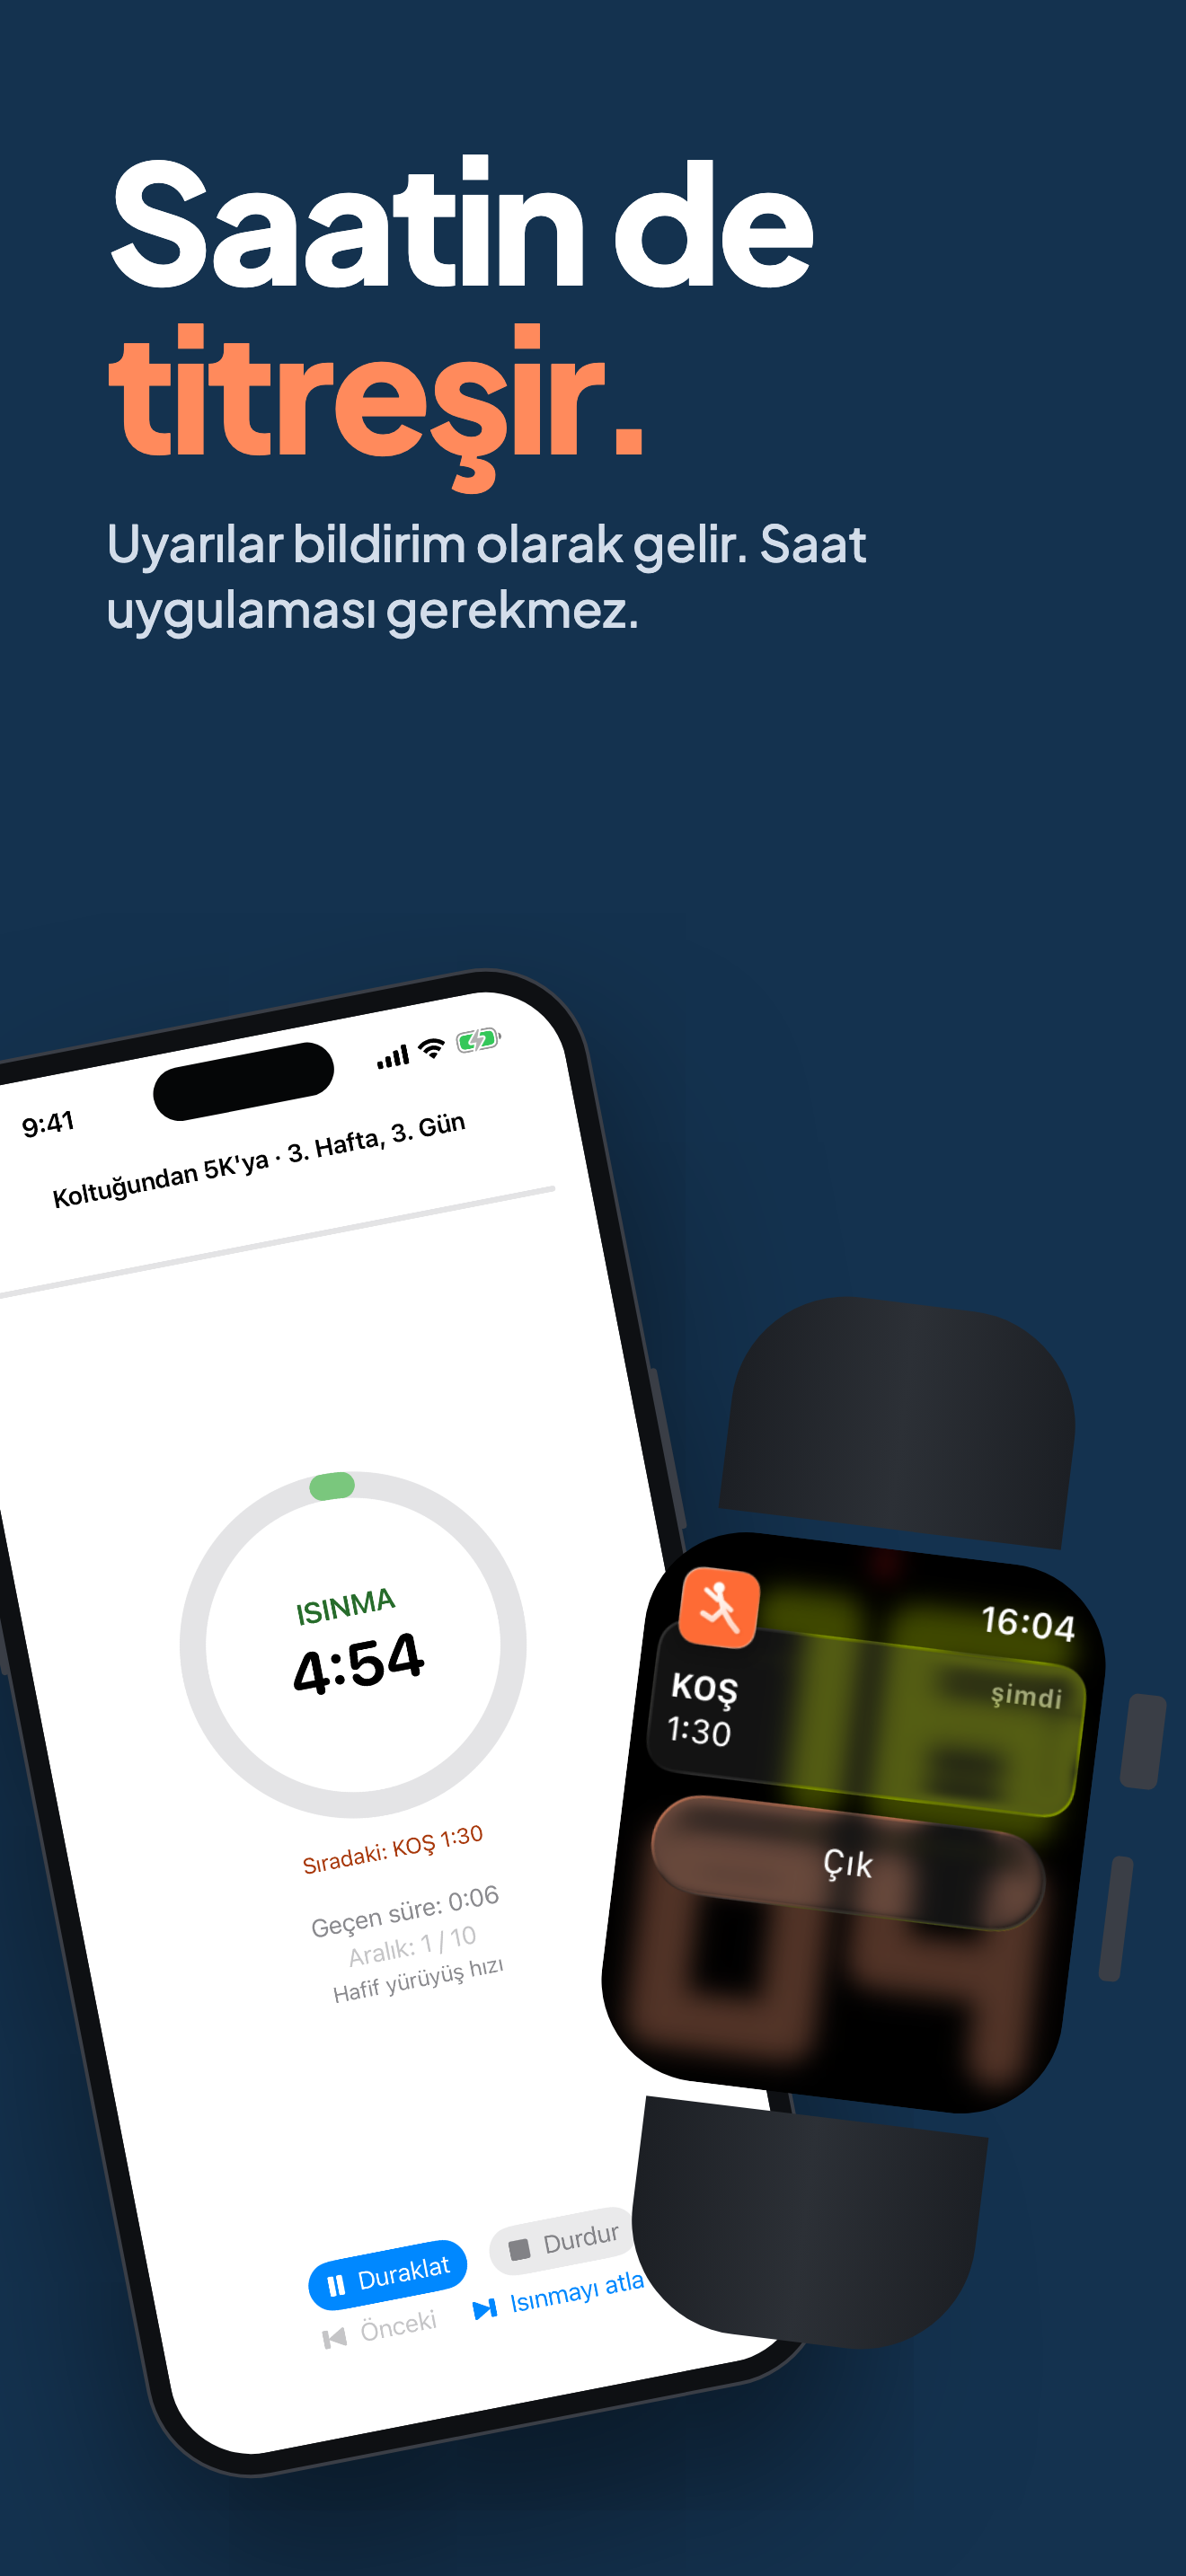 Saatin de
titreşir.
Uyarılar bildirim olarak gelir. Saat
uygulaması gerekmez.
9:41
Koltuğundan 5K'ya · 3. Hafta, 3. Gün
ISINMA
4:54
Sıradaki: KOŞ 1:30
Geçen süre: 0:06
Aralık: 1 / 10
Hafif yürüyüş hızı
Duraklat
Durdur
Önceki
Isınmayı atla
16:04
şimdi
KOŞ
1:30
Çık